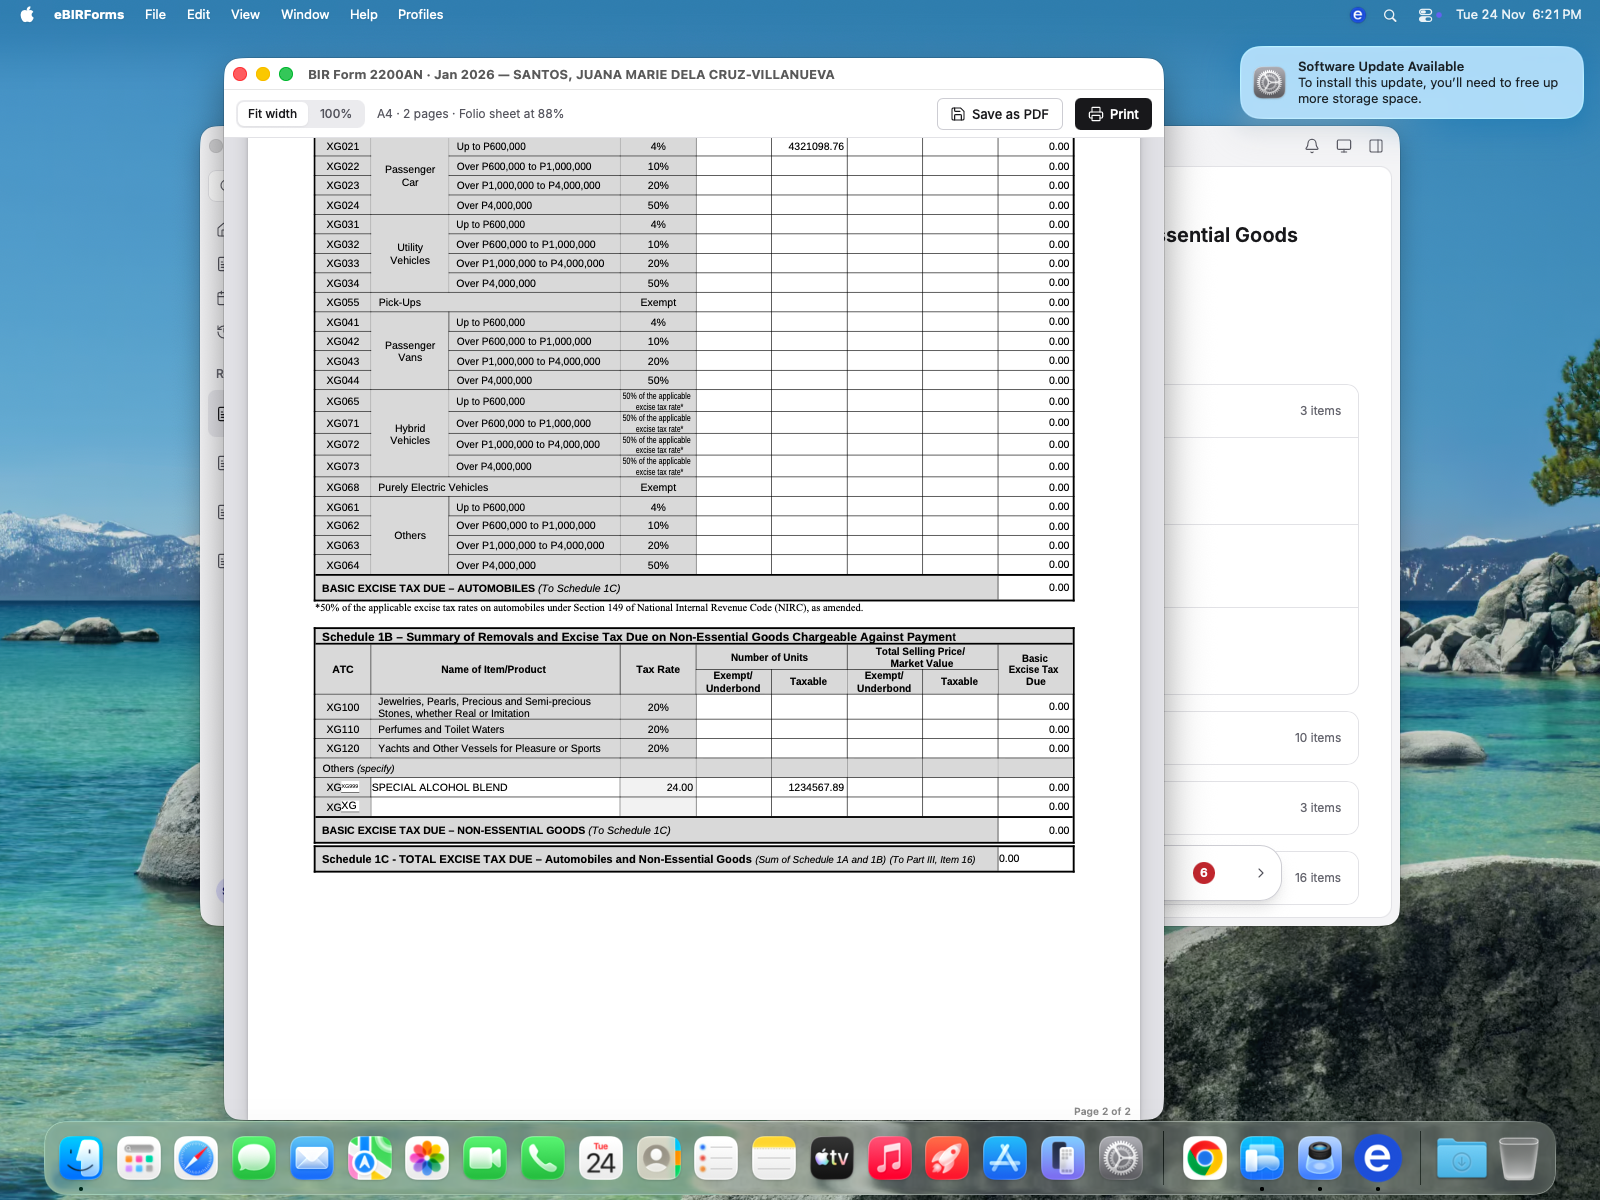 eBIRForms File Edit View Window Help Profiles
Tue 24 Nov 6:21 PM
Software Update Available
To install this update, you'll need to free up
more storage space.
BIR Form 2200AN · Jan 2026 — SANTOS, JUANA MARIE DELA CRUZ-VILLANUEVA
Fit width 100% A4 · 2 pages · Folio sheet at 88% Save as PDF Print
XG021 Up to P600,000 4% 4321098.76 0.00
XG022 Over P600,000 to P1,000,000 10% 0.00
Passenger
Car
XG023 Over P1,000,000 to P4,000,000 20% 0.00
XG024 Over P4,000,000 50% 0.00
XG031 Up to P600,000 4% 0.00
XG032 Over P600,000 to P1,000,000 10% 0.00
Utility
Vehicles
XG033 Over P1,000,000 to P4,000,000 20% 0.00
XG034 Over P4,000,000 50% 0.00
XG055 Pick-Ups Exempt 0.00
XG041 Up to P600,000 4% 0.00
XG042 Over P600,000 to P1,000,000 10% 0.00
Passenger
Vans
XG043 Over P1,000,000 to P4,000,000 20% 0.00
XG044 Over P4,000,000 50% 0.00
XG065 Up to P600,000 50% of the applicable excise tax rate* 0.00
XG071 Over P600,000 to P1,000,000 50% of the applicable excise tax rate* 0.00
Hybrid
Vehicles
XG072 Over P1,000,000 to P4,000,000 50% of the applicable excise tax rate* 0.00
XG073 Over P4,000,000 50% of the applicable excise tax rate* 0.00
XG068 Purely Electric Vehicles Exempt 0.00
XG061 Up to P600,000 4% 0.00
XG062 Over P600,000 to P1,000,000 10% 0.00
Others
XG063 Over P1,000,000 to P4,000,000 20% 0.00
XG064 Over P4,000,000 50% 0.00
BASIC EXCISE TAX DUE – AUTOMOBILES (To Schedule 1C) 0.00
*50% of the applicable excise tax rates on automobiles under Section 149 of National Internal Revenue Code (NIRC), as amended.
Schedule 1B – Summary of Removals and Excise Tax Due on Non-Essential Goods Chargeable Against Payment
ATC Name of Item/Product Tax Rate Number of Units Total Selling Price/ Market Value Basic Excise Tax Due
Exempt/ Underbond Taxable Exempt/ Underbond Taxable
XG100 Jewelries, Pearls, Precious and Semi-precious Stones, whether Real or Imitation 20% 0.00
XG110 Perfumes and Toilet Waters 20% 0.00
XG120 Yachts and Other Vessels for Pleasure or Sports 20% 0.00
Others (specify)
XG XG999 SPECIAL ALCOHOL BLEND 24.00 1234567.89 0.00
XG XG 0.00
BASIC EXCISE TAX DUE – NON-ESSENTIAL GOODS (To Schedule 1C) 0.00
Schedule 1C - TOTAL EXCISE TAX DUE – Automobiles and Non-Essential Goods (Sum of Schedule 1A and 1B) (To Part III, Item 16) 0.00
Page 2 of 2
ssential Goods
3 items
10 items
3 items
6
16 items
Tue
24
tv
e